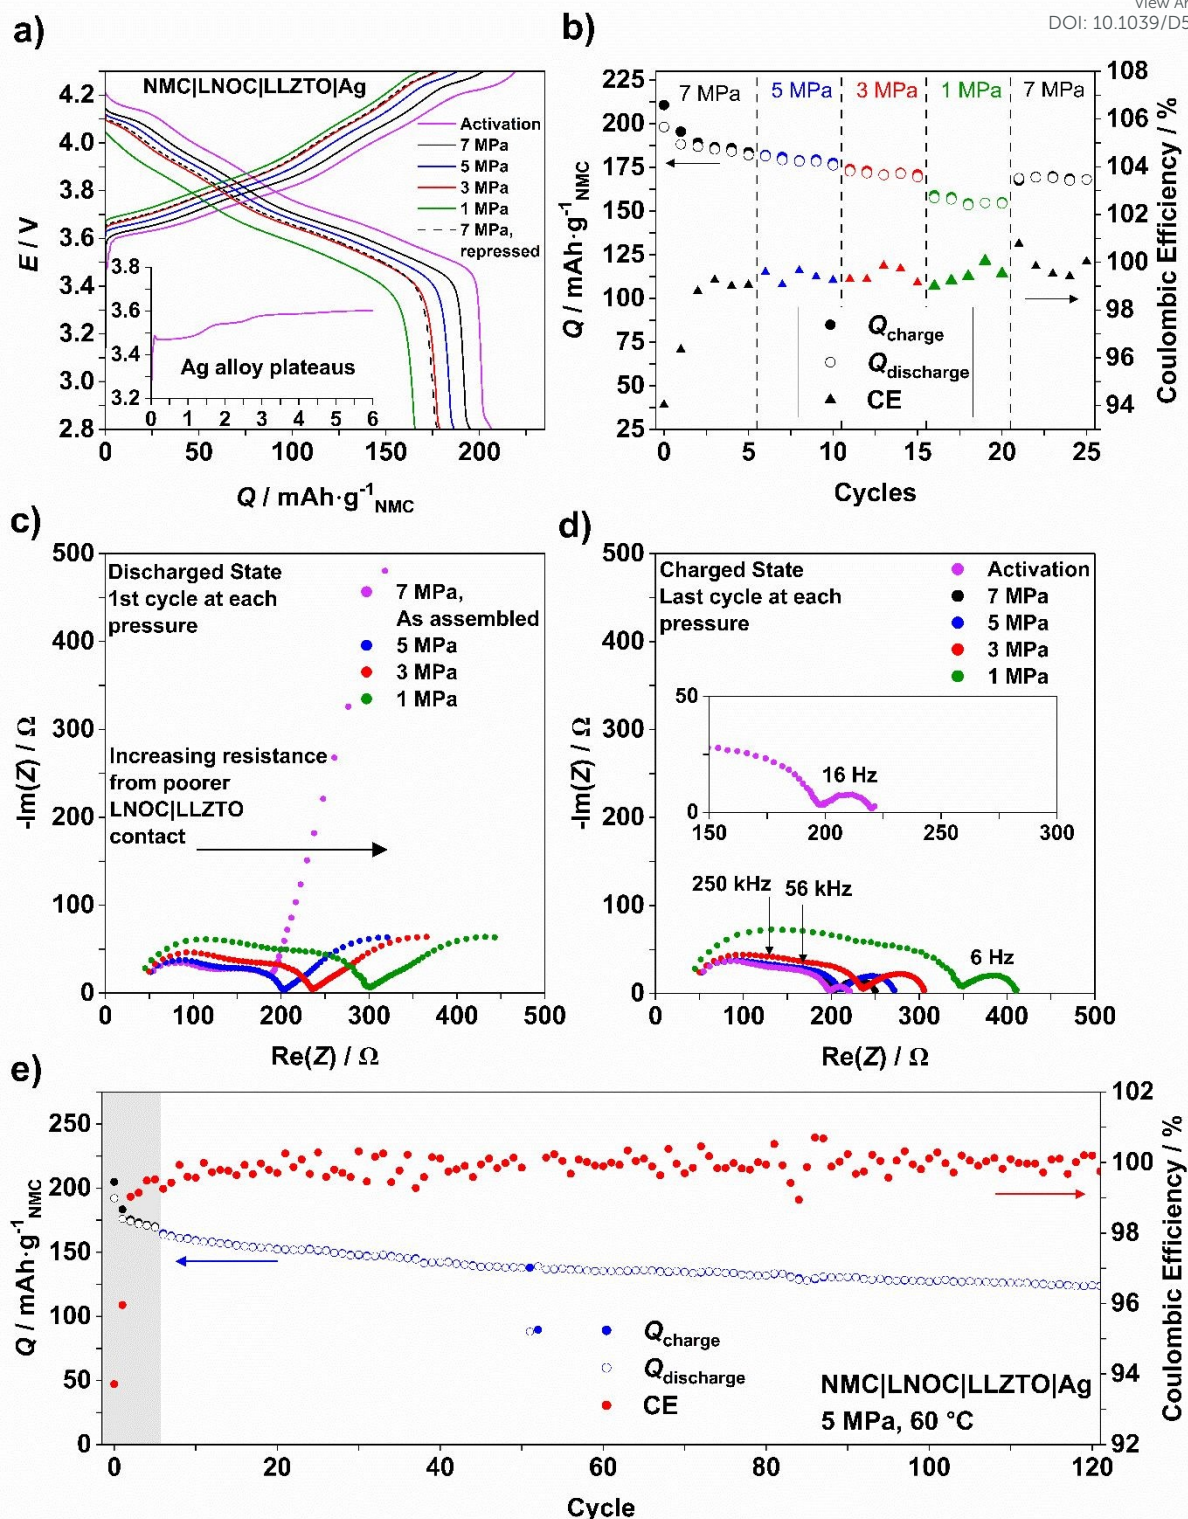 View Ar
DOI: 10.1039/D5
a)
NMC|LNOC|LLZTO|Ag
Activation
7 MPa
5 MPa
3 MPa
1 MPa
7 MPa,
repressed
4.2
4.0
3.8
3.6
3.4
3.2
3.0
2.8
E / V
3.8
3.6
3.4
3.2
0 1 2 3 4 5 6
Ag alloy plateaus
0 50 100 150 200
Q / mAh·g-1NMC
b)
7 MPa 5 MPa 3 MPa 1 MPa 7 MPa
225
200
175
150
125
100
75
50
25
Q / mAh·g-1NMC
108
106
104
102
100
98
96
94
Coulombic Efficiency / %
Qcharge
Qdischarge
CE
0 5 10 15 20 25
Cycles
c)
Discharged State
1st cycle at each
pressure
7 MPa,
As assembled
5 MPa
3 MPa
1 MPa
Increasing resistance
from poorer
LNOC|LLZTO
contact
500
400
300
200
100
0
-Im(Z) / Ω
0 100 200 300 400 500
Re(Z) / Ω
d)
Charged State
Last cycle at each
pressure
Activation
7 MPa
5 MPa
3 MPa
1 MPa
50
0
16 Hz
150 200 250 300
250 kHz
56 kHz
6 Hz
500
400
300
200
100
0
-Im(Z) / Ω
0 100 200 300 400 500
Re(Z) / Ω
e)
250
200
150
100
50
0
Q / mAh·g-1NMC
102
100
98
96
94
92
Coulombic Efficiency / %
Qcharge
Qdischarge
CE
NMC|LNOC|LLZTO|Ag
5 MPa, 60 °C
0 20 40 60 80 100 120
Cycle